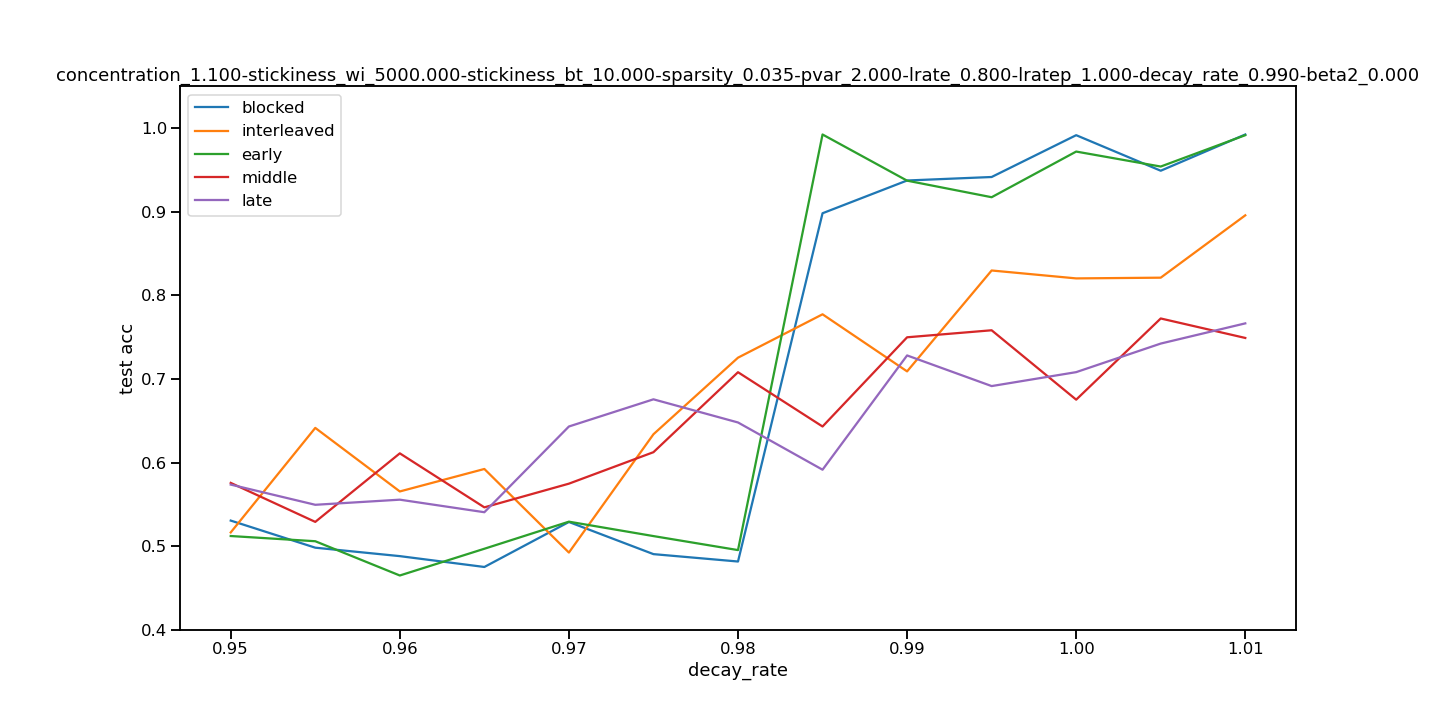 concentration_1.100-stickiness_wi_5000.000-stickiness_bt_10.000-sparsity_0.035-pvar_2.000-lrate_0.800-lratep_1.000-decay_rate_0.990-beta2_0.000
blocked
interleaved
early
middle
late
1.0
0.9
0.8
0.7
0.6
0.5
0.4
test acc
0.95 0.96 0.97 0.98 0.99 1.00 1.01
decay_rate